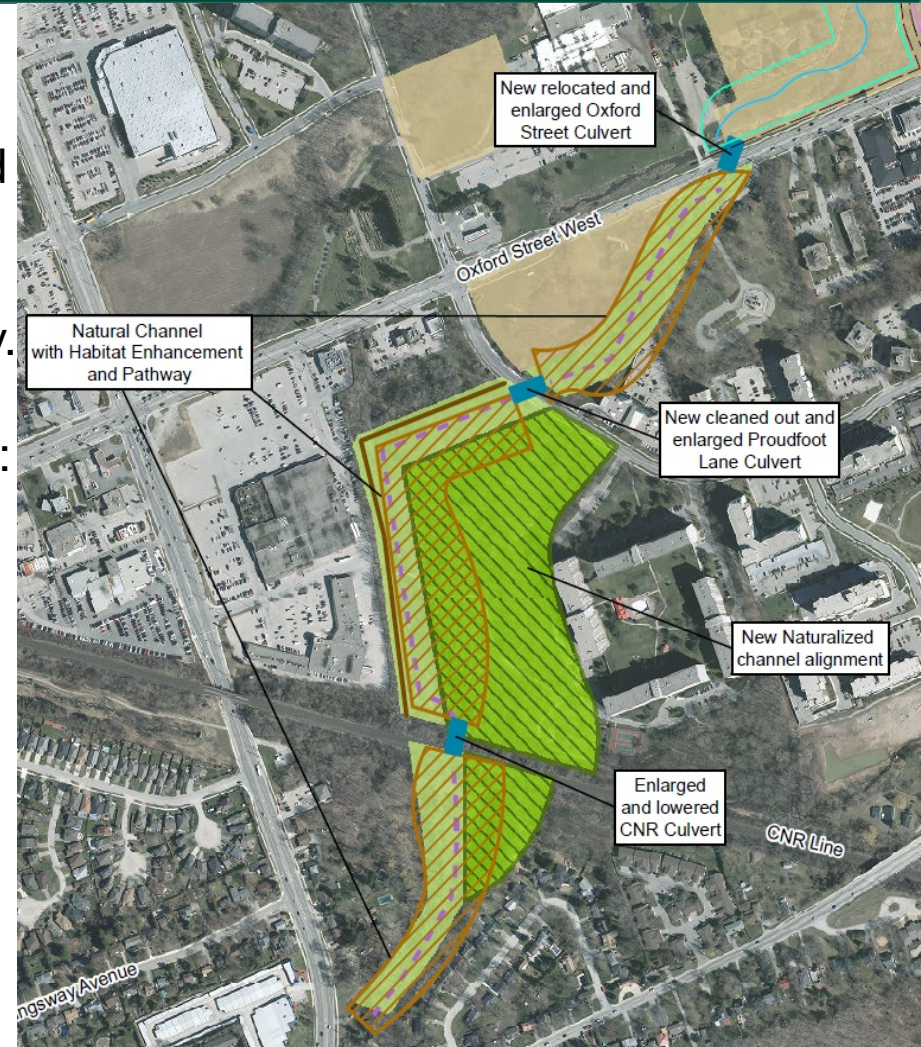 d
New relocated and
enlarged Oxford
Street Culvert
Oxford Street West
y.
Natural Channel
with Habitat Enhancement
and Pathway
:
New cleaned out and
enlarged Proudfoot
Lane Culvert
New Naturalized
channel alignment
Enlarged
and lowered
CNR Culvert
CNR Line
ngsway Avenue